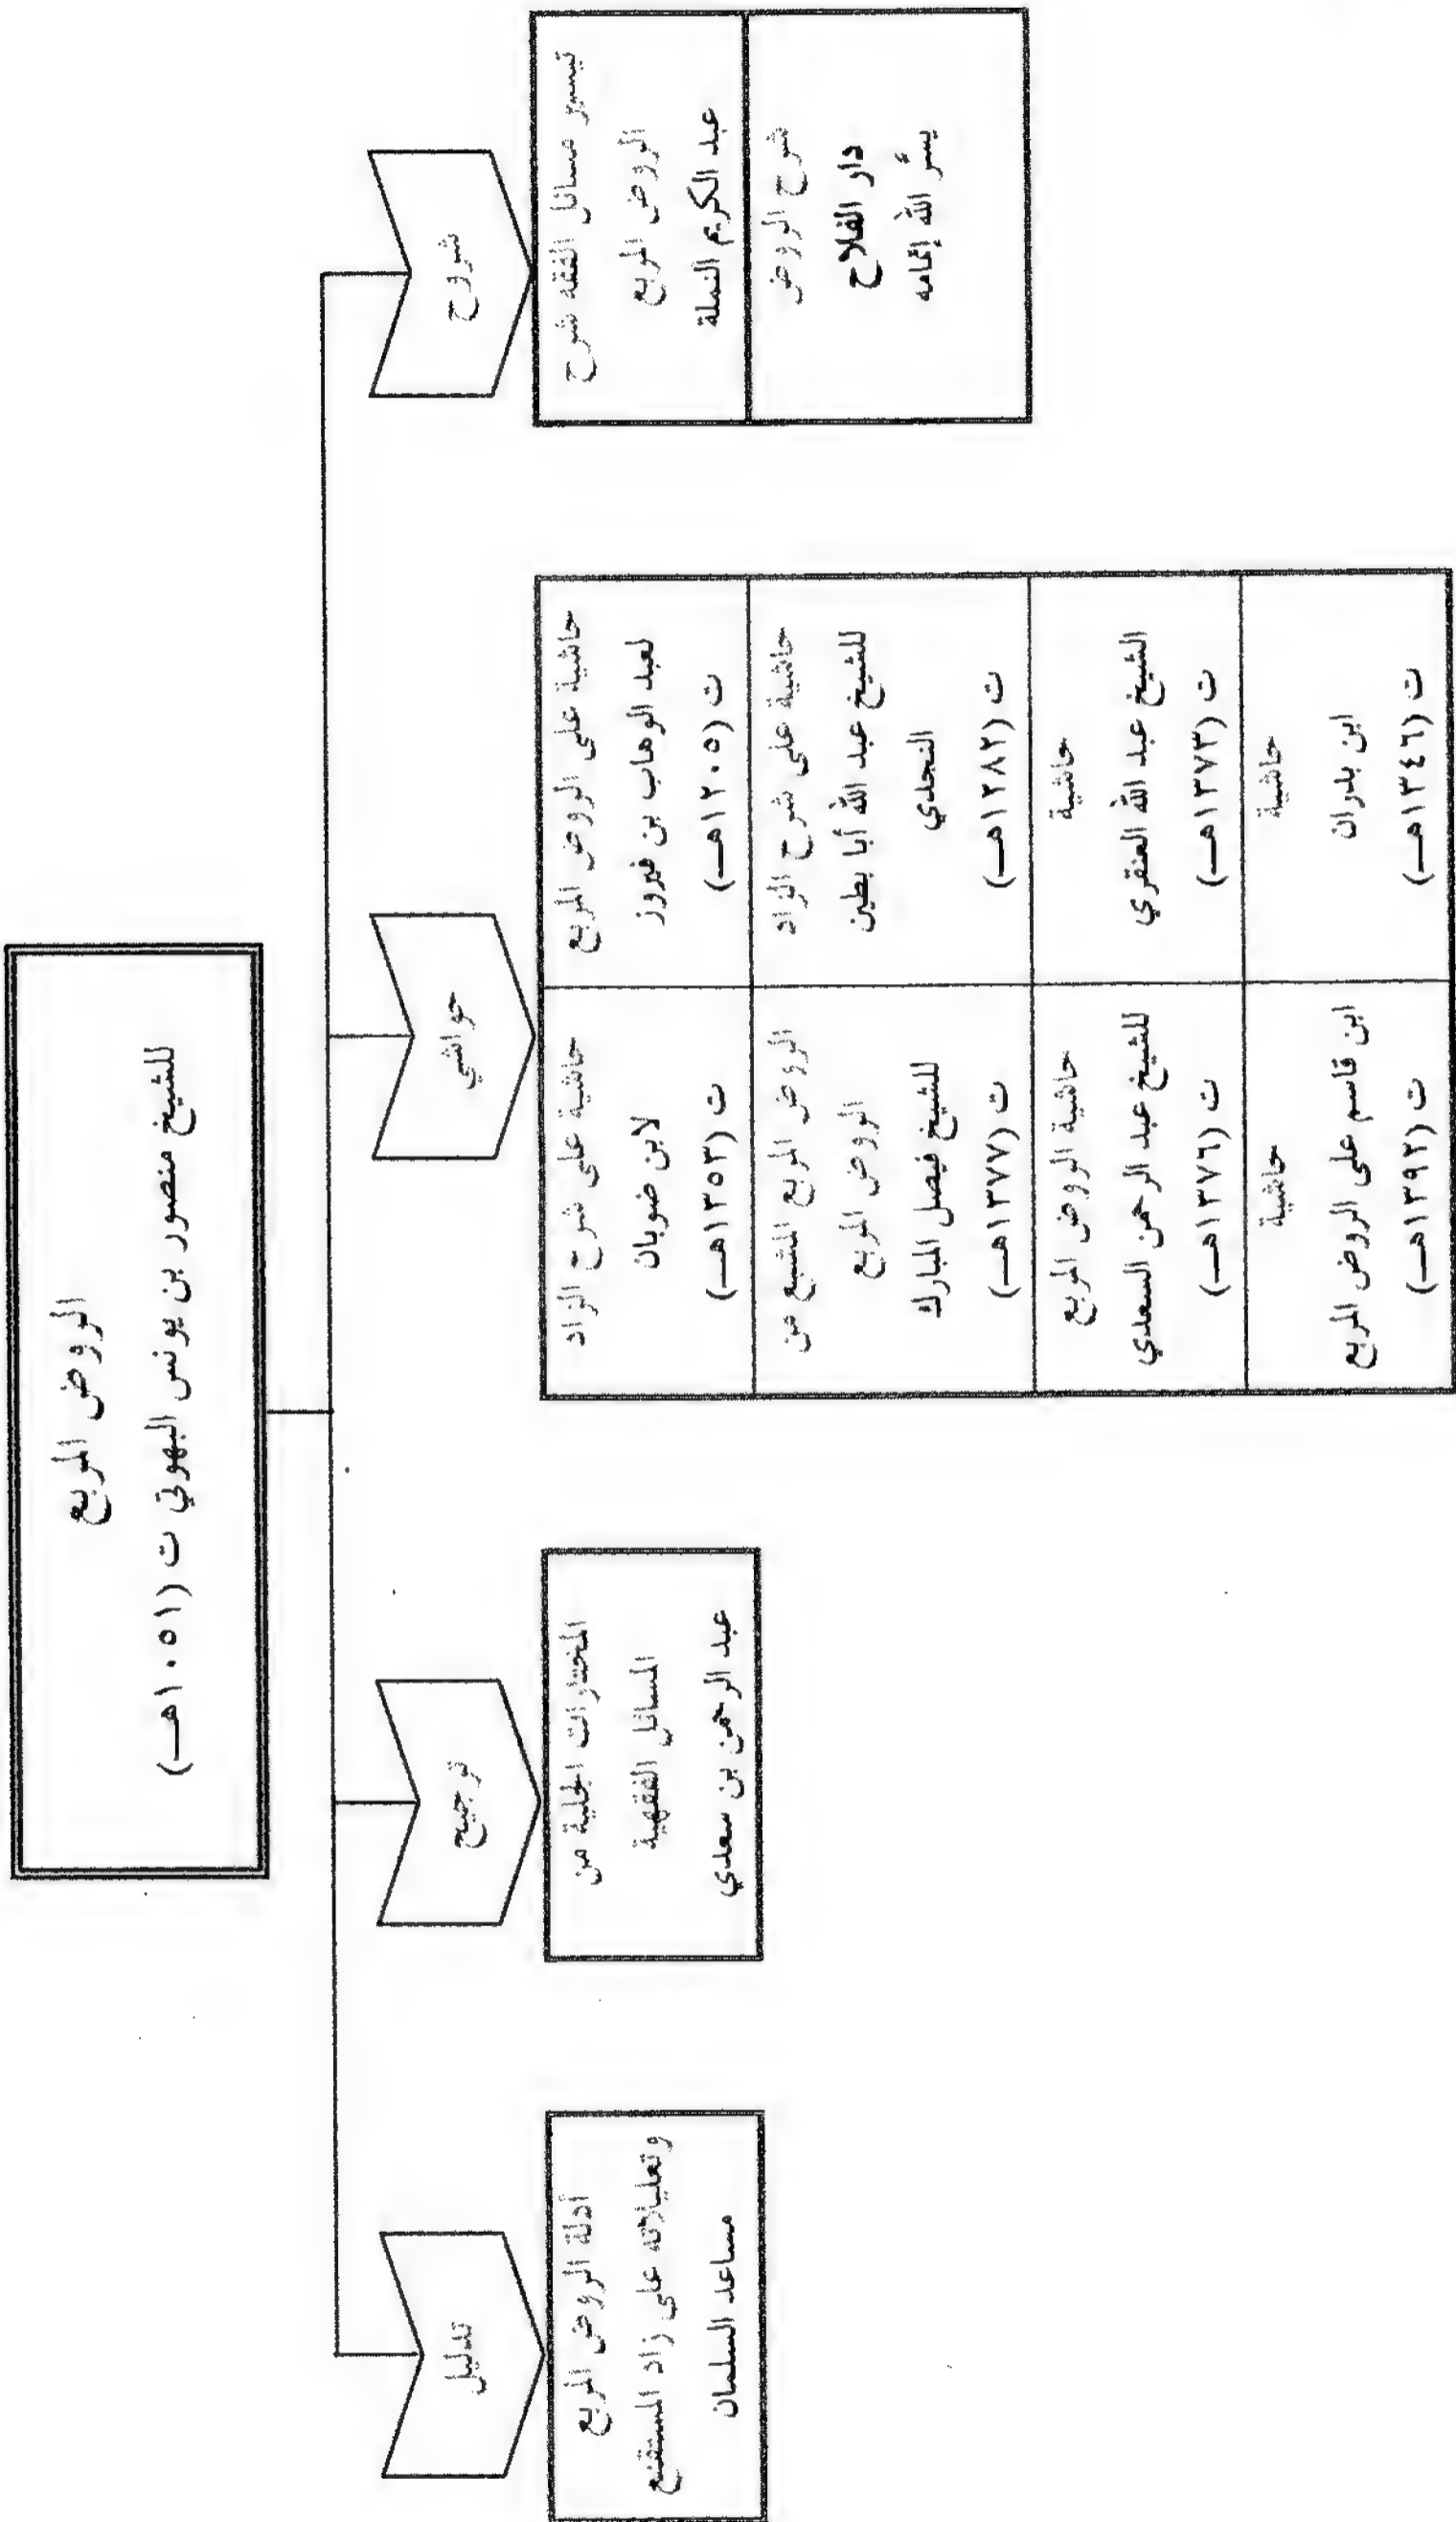 الروض المربع
للشيخ منصور بن يونس البهوتي ت (١٠٥١هـ)
شروح
تيسير مسائل الفقه شرح
الروض المربع
عبد الكريم النملة
شرح الروض
دار الفلاح
يسَّر الله إتمامه
حواشي
حاشية على الروض المربع
لعبد الوهاب بن فيروز
ت (١٢٠٥هـ)
حاشية على شرح الزاد
لابن ضويان
ت (١٣٥٣هـ)
حاشية على شرح الزاد
للشيخ عبد الله أبا بطين
النجدي
ت (١٢٨٢هـ)
الروض المربع المشبع من
الروض المربع
للشيخ فيصل المبارك
ت (١٣٧٧هـ)
حاشية
الشيخ عبد الله العنقري
ت (١٣٧٣هـ)
حاشية الروض المربع
للشيخ عبد الرحمن السعدي
ت (١٣٧٦هـ)
حاشية
ابن بدران
ت (١٣٤٦هـ)
حاشية
ابن قاسم على الروض المربع
ت (١٣٩٢هـ)
ترجيح
المختارات الجلية من
المسائل الفقهية
عبد الرحمن بن سعدي
تدليل
أدلة الروض المربع
وتعليلاته على زاد المستقنع
مساعد السلمان